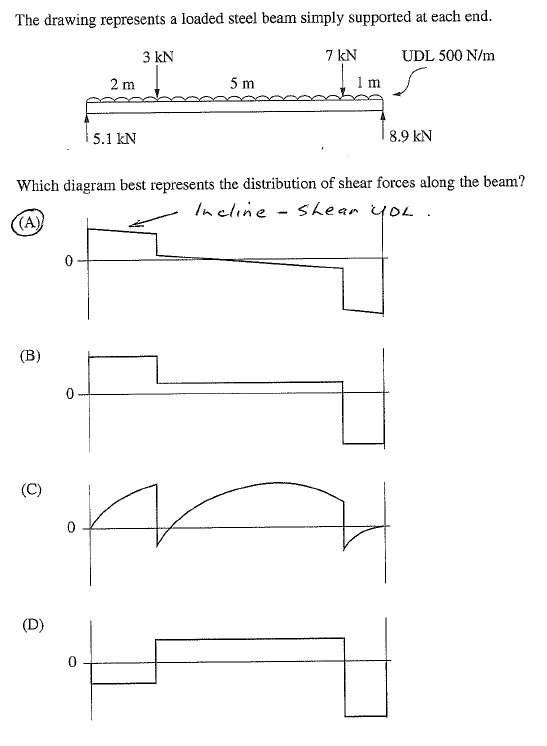 The drawing represents a loaded steel beam simply supported at each end.
3 kN 7 kN UDL 500 N/m
2 m 5 m 1 m
5.1 kN 8.9 kN
Which diagram best represents the distribution of shear forces along the beam?
(A) Incline - Shear UDL.
0
(B)
0
(C)
0
(D)
0